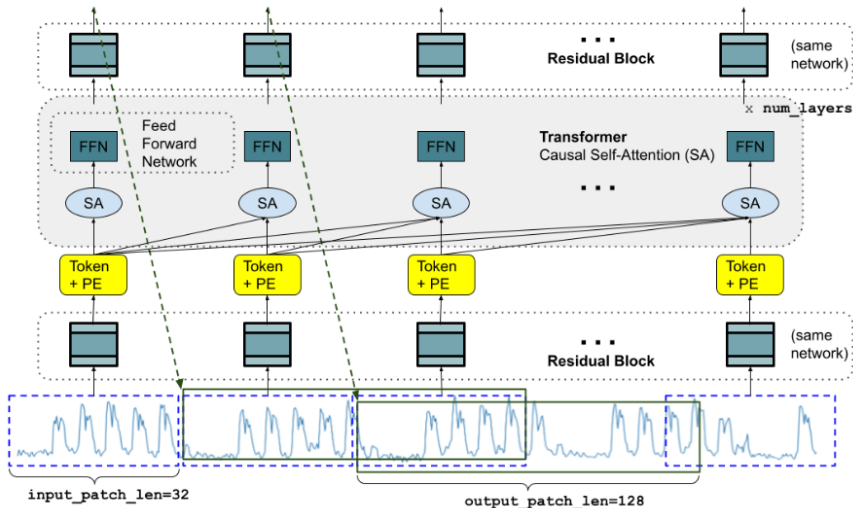 . . .
Residual Block
(same
network)
x num_layers
Feed
Forward
Network
FFN
FFN
FFN
FFN
Transformer
Causal Self-Attention (SA)
. . .
SA
SA
SA
SA
Token
+ PE
Token
+ PE
Token
+ PE
Token
+ PE
. . .
Residual Block
(same
network)
input_patch_len=32
output_patch_len=128